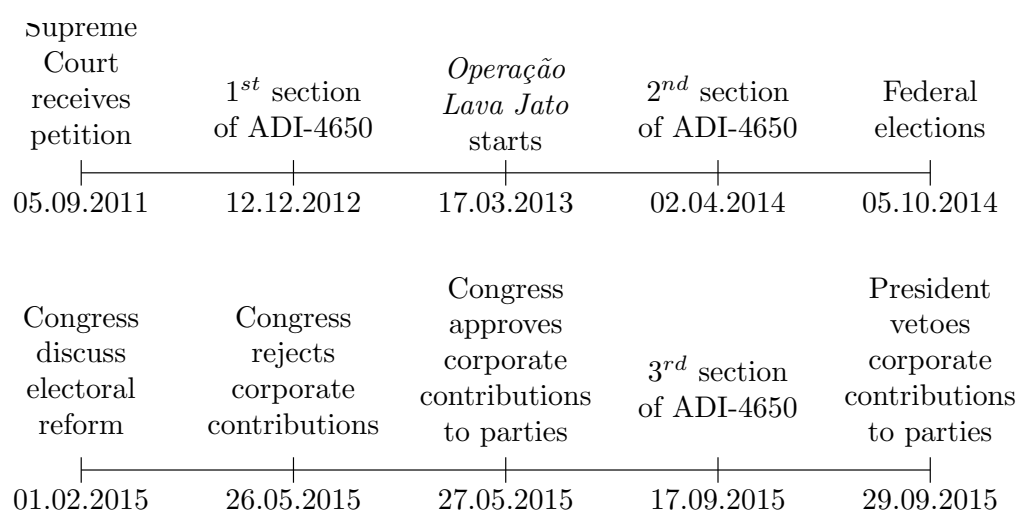 Supreme
Court
receives
petition
1st section
of ADI-4650
Operação
Lava Jato
starts
2nd section
of ADI-4650
Federal
elections
05.09.2011 12.12.2012 17.03.2013 02.04.2014 05.10.2014
Congress
discuss
electoral
reform
Congress
rejects
corporate
contributions
Congress
approves
corporate
contributions
to parties
3rd section
of ADI-4650
President
vetoes
corporate
contributions
to parties
01.02.2015 26.05.2015 27.05.2015 17.09.2015 29.09.2015